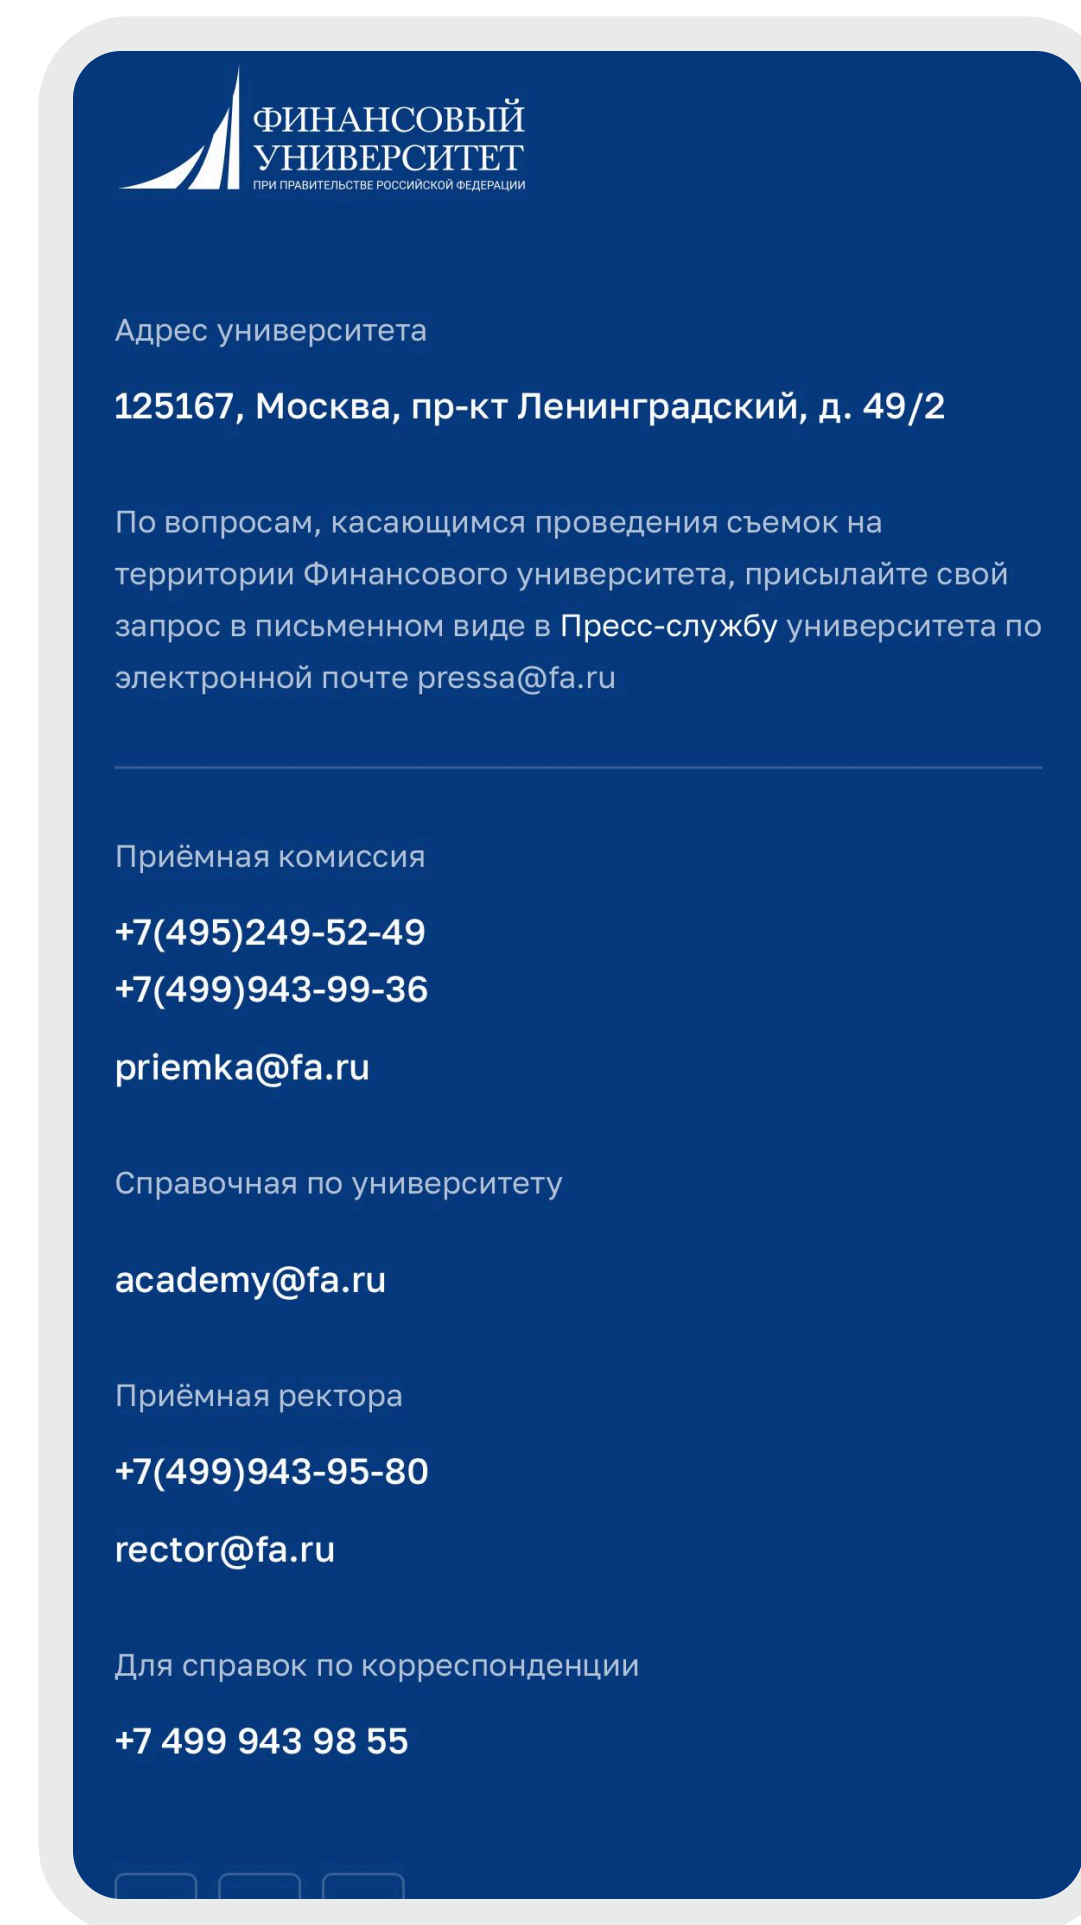 ФИНАНСОВЫЙ
УНИВЕРСИТЕТ
ПРИ ПРАВИТЕЛЬСТВЕ РОССИЙСКОЙ ФЕДЕРАЦИИ
Адрес университета
125167, Москва, пр-кт Ленинградский, д. 49/2
По вопросам, касающимся проведения съемок на
территории Финансового университета, присылайте свой
запрос в письменном виде в Пресс-службу университета по
электронной почте pressa@fa.ru
Приёмная комиссия
+7(495)249-52-49
+7(499)943-99-36
priemka@fa.ru
Справочная по университету
academy@fa.ru
Приёмная ректора
+7(499)943-95-80
rector@fa.ru
Для справок по корреспонденции
+7 499 943 98 55